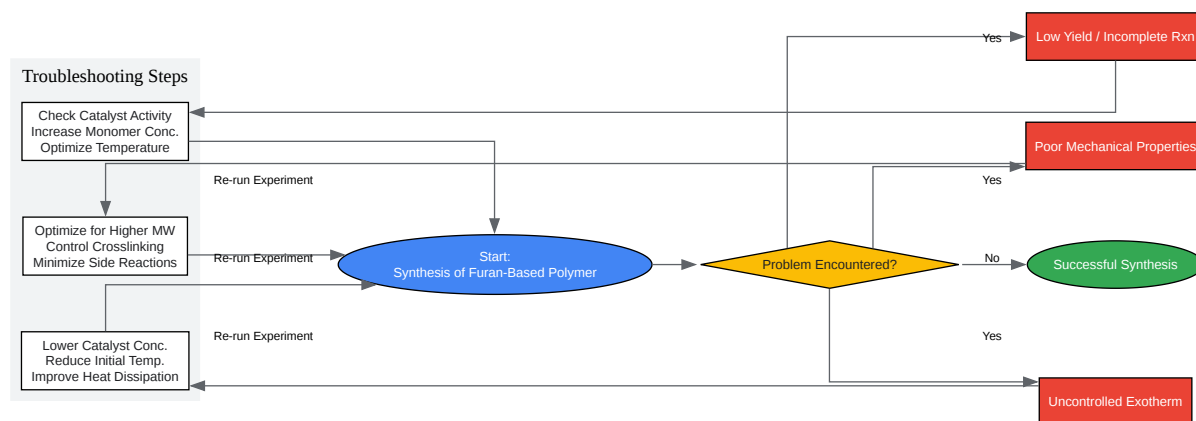 Yes
Low Yield / Incomplete Rxn
Troubleshooting Steps
Check Catalyst Activity
Increase Monomer Conc.
Optimize Temperature
Poor Mechanical Properties
Re-run Experiment
Yes
Optimize for Higher MW
Control Crosslinking
Minimize Side Reactions
Re-run Experiment
Start:
Synthesis of Furan-Based Polymer
Problem Encountered?
No
Successful Synthesis
Re-run Experiment
Yes
Lower Catalyst Conc.
Reduce Initial Temp.
Improve Heat Dissipation
Uncontrolled Exotherm